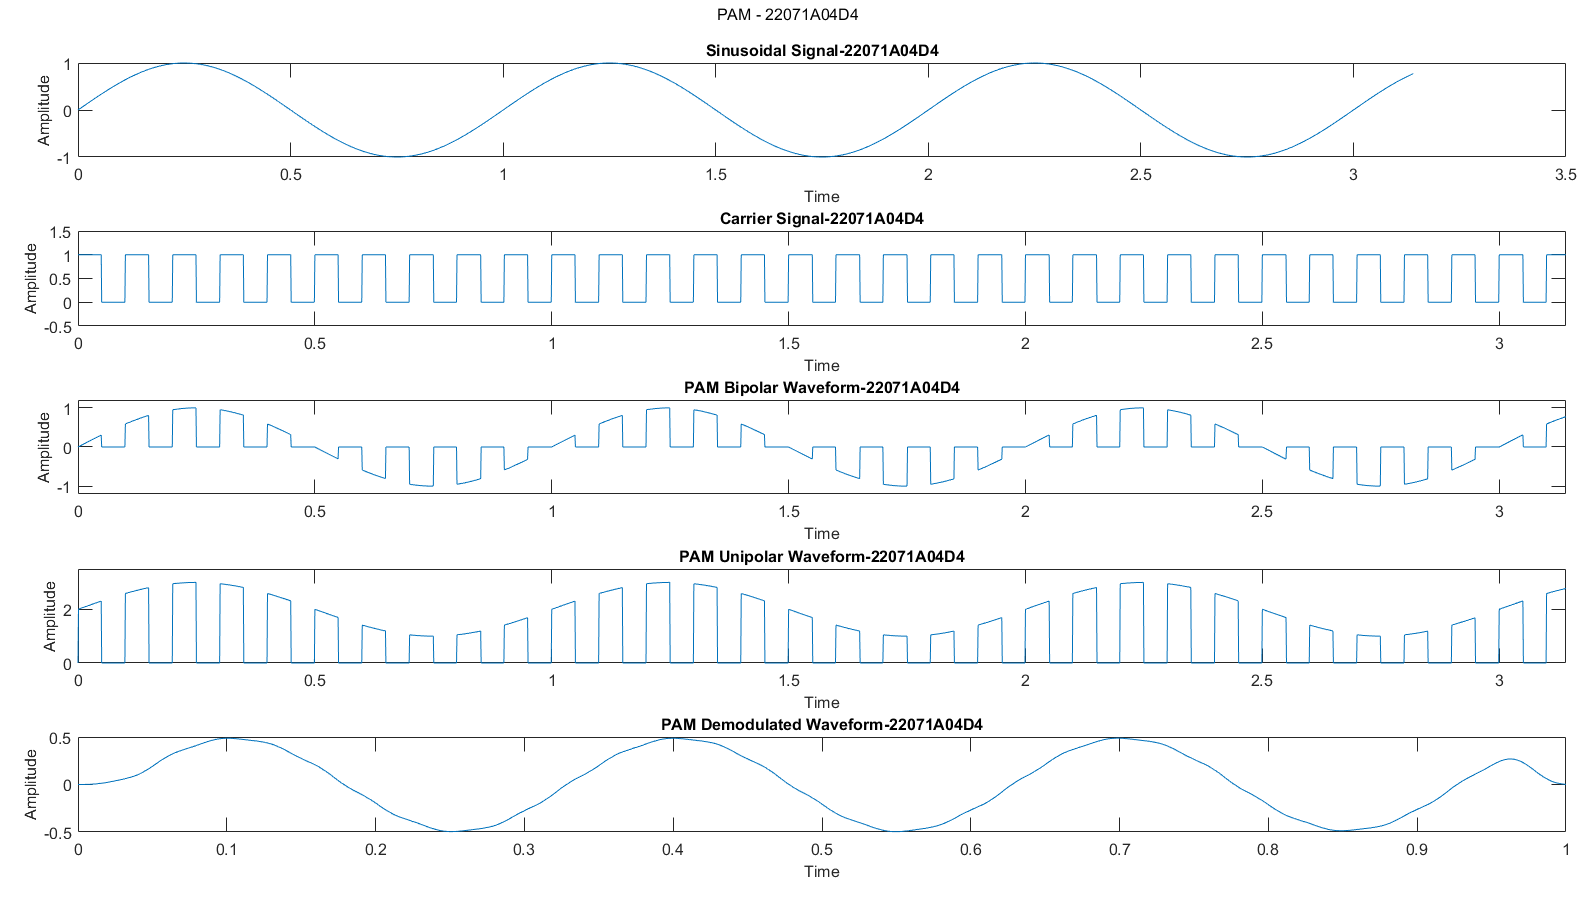 PAM - 22071A04D4
Sinusoidal Signal-22071A04D4
Amplitude
1
0
-1
0 0.5 1 1.5 2 2.5 3 3.5
Time
Carrier Signal-22071A04D4
Amplitude
1.5
1
0.5
0
-0.5
0 0.5 1 1.5 2 2.5 3
Time
PAM Bipolar Waveform-22071A04D4
Amplitude
1
0
-1
0 0.5 1 1.5 2 2.5 3
Time
PAM Unipolar Waveform-22071A04D4
Amplitude
2
0
0 0.5 1 1.5 2 2.5 3
Time
PAM Demodulated Waveform-22071A04D4
Amplitude
0.5
0
-0.5
0 0.1 0.2 0.3 0.4 0.5 0.6 0.7 0.8 0.9 1
Time